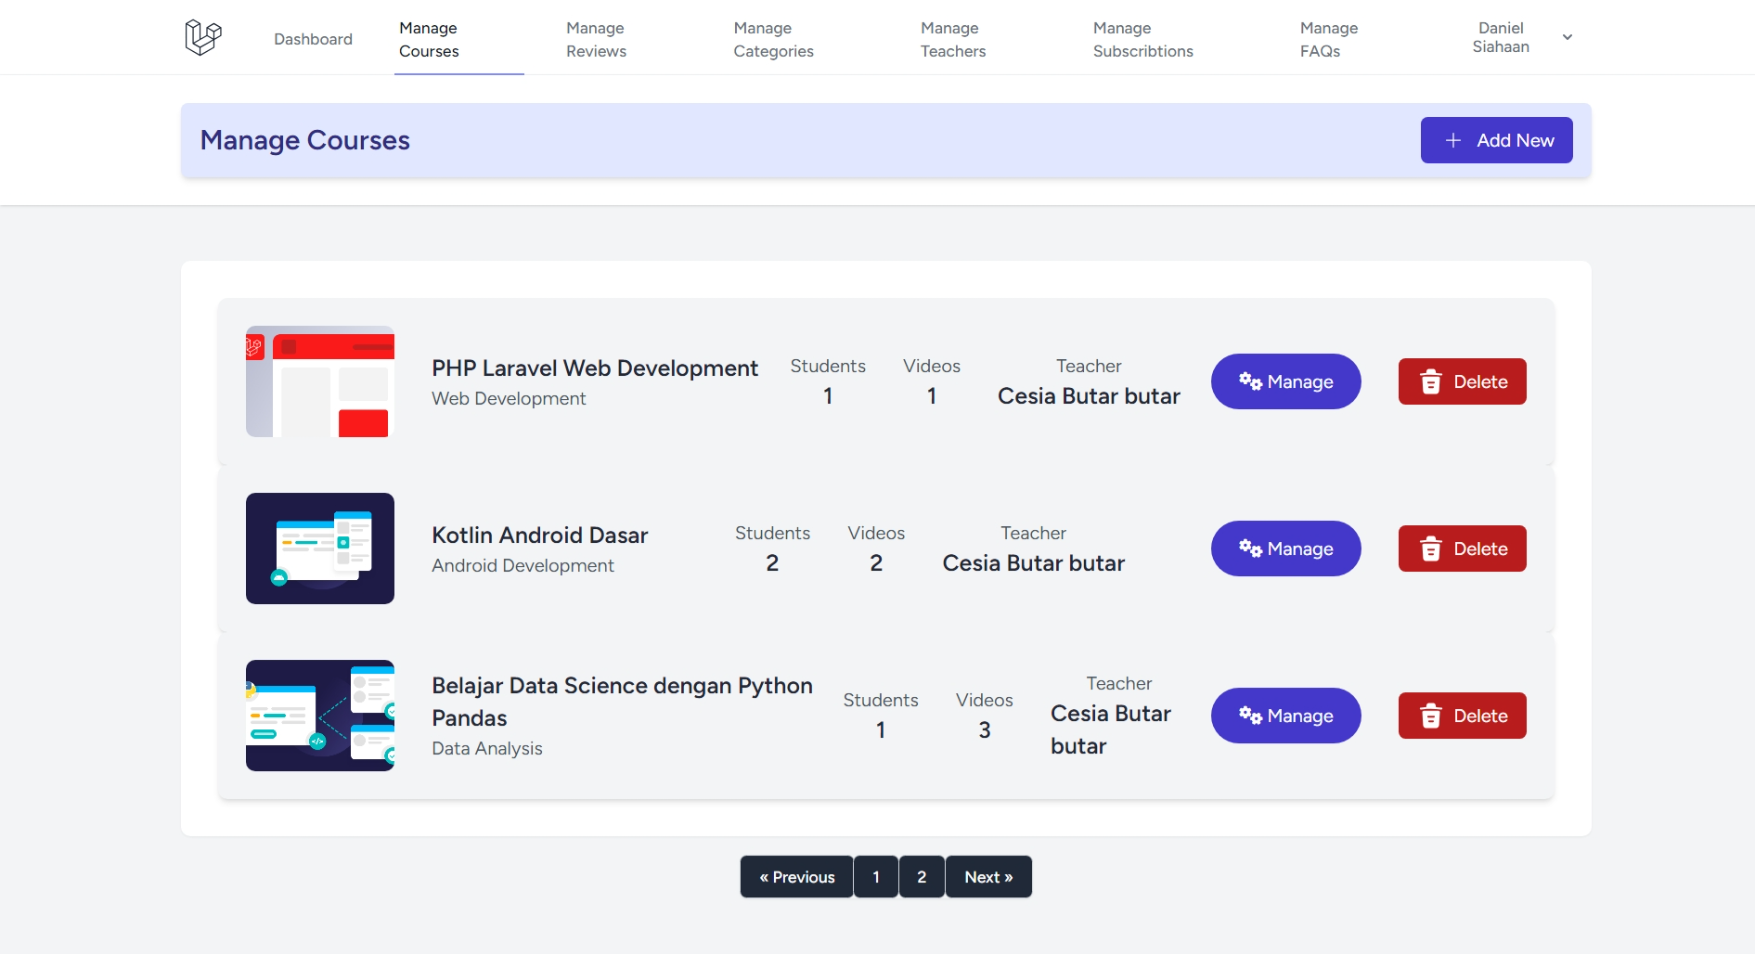 Dashboard
Manage
Courses
Manage
Reviews
Manage
Categories
Manage
Teachers
Manage
Subscribtions
Manage
FAQs
Daniel
Siahaan
Manage Courses
Add New
PHP Laravel Web Development
Web Development
Students
1
Videos
1
Teacher
Cesia Butar butar
Manage
Delete
Kotlin Android Dasar
Android Development
Students
2
Videos
2
Teacher
Cesia Butar butar
Manage
Delete
Belajar Data Science dengan Python
Pandas
Data Analysis
Students
1
Videos
3
Teacher
Cesia Butar
butar
Manage
Delete
« Previous 1 2 Next »